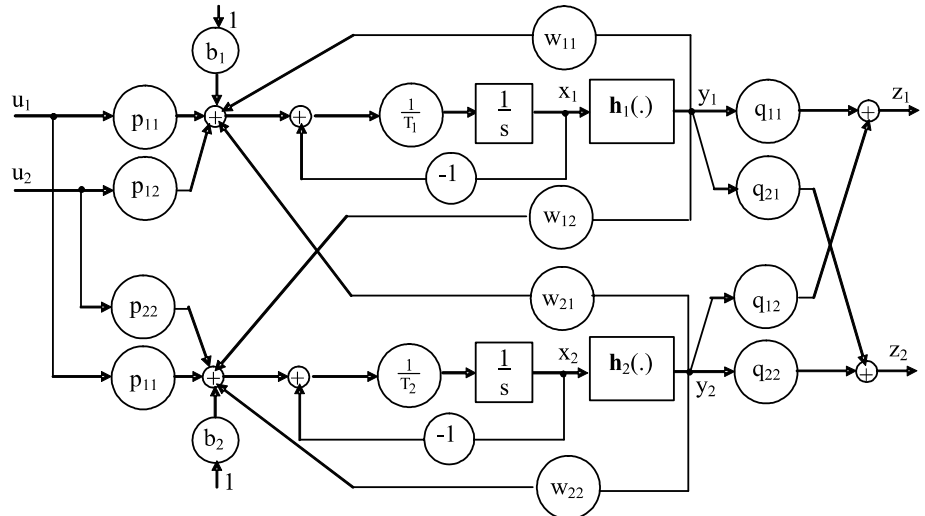 1
b₁
w₁₁
u₁
p₁₁
+
+
1/T₁
1/s
x₁
h₁(.)
y₁
q₁₁
+
z₁
u₂
p₁₂
-1
q₂₁
w₁₂
p₂₂
w₂₁
q₁₂
p₁₁
+
+
1/T₂
1/s
x₂
h₂(.)
y₂
q₂₂
+
z₂
b₂
-1
1
w₂₂